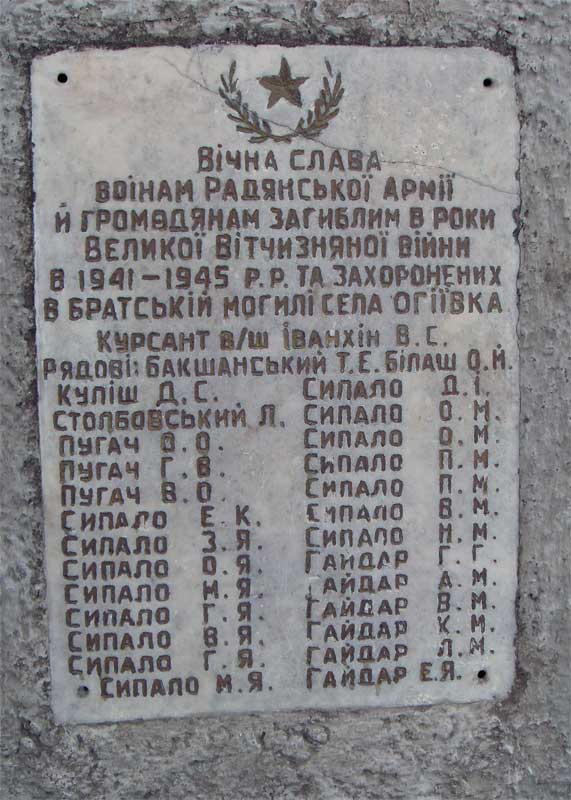 Вічна слава
воїнам Радянської Армії
й громодянам загиблим в роки
Великої Вітчизняної війни
в 1941-1945 р.р. та захоронених
в братській могилі села Огіївка
курсант в/ш Іванхін В.С.
рядові: Бакшанський Т.Е. Білаш О.Й.
Куліш Д.С.
Столбовський Л.
Пугач О.О.
Пугач Г.В.
Пугач В.О.
Сипало Е.К.
Сипало З.Я.
Сипало О.Я.
Сипало Н.Я.
Сипало Г.Я.
Сипало В.Я.
Сипало Г.Я.
Сипало М.Я.
Сипало Д.І.
Сипало О.М.
Сипало О.М.
Сипало П.М.
Сипало П.М.
Сипало В.М.
Сипало Н.М.
Гайдар Г.Г.
Гайдар А.М.
Гайдар В.М.
Гайдар К.М.
Гайдар Л.М.
Гайдар Е.Я.